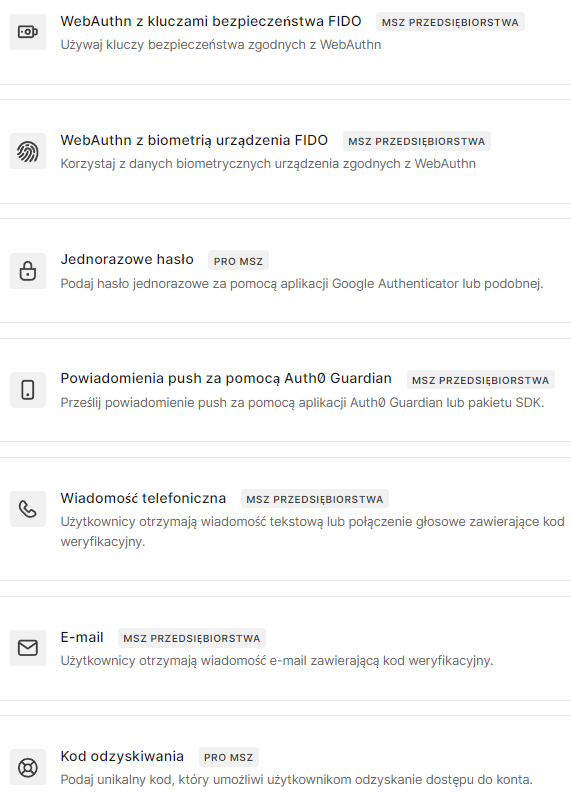 WebAuthn z kluczami bezpieczeństwa FIDO MSZ PRZEDSIĘBIORSTWA
Używaj kluczy bezpieczeństwa zgodnych z WebAuthn
WebAuthn z biometrią urządzenia FIDO MSZ PRZEDSIĘBIORSTWA
Korzystaj z danych biometrycznych urządzenia zgodnych z WebAuthn
Jednorazowe hasło PRO MSZ
Podaj hasło jednorazowe za pomocą aplikacji Google Authenticator lub podobnej.
Powiadomienia push za pomocą Auth0 Guardian MSZ PRZEDSIĘBIORSTWA
Prześlij powiadomienie push za pomocą aplikacji Auth0 Guardian lub pakietu SDK.
Wiadomość telefoniczna MSZ PRZEDSIĘBIORSTWA
Użytkownicy otrzymają wiadomość tekstową lub połączenie głosowe zawierające kod
weryfikacyjny.
E-mail MSZ PRZEDSIĘBIORSTWA
Użytkownicy otrzymają wiadomość e-mail zawierającą kod weryfikacyjny.
Kod odzyskiwania PRO MSZ
Podaj unikalny kod, który umożliwi użytkownikom odzyskanie dostępu do konta.